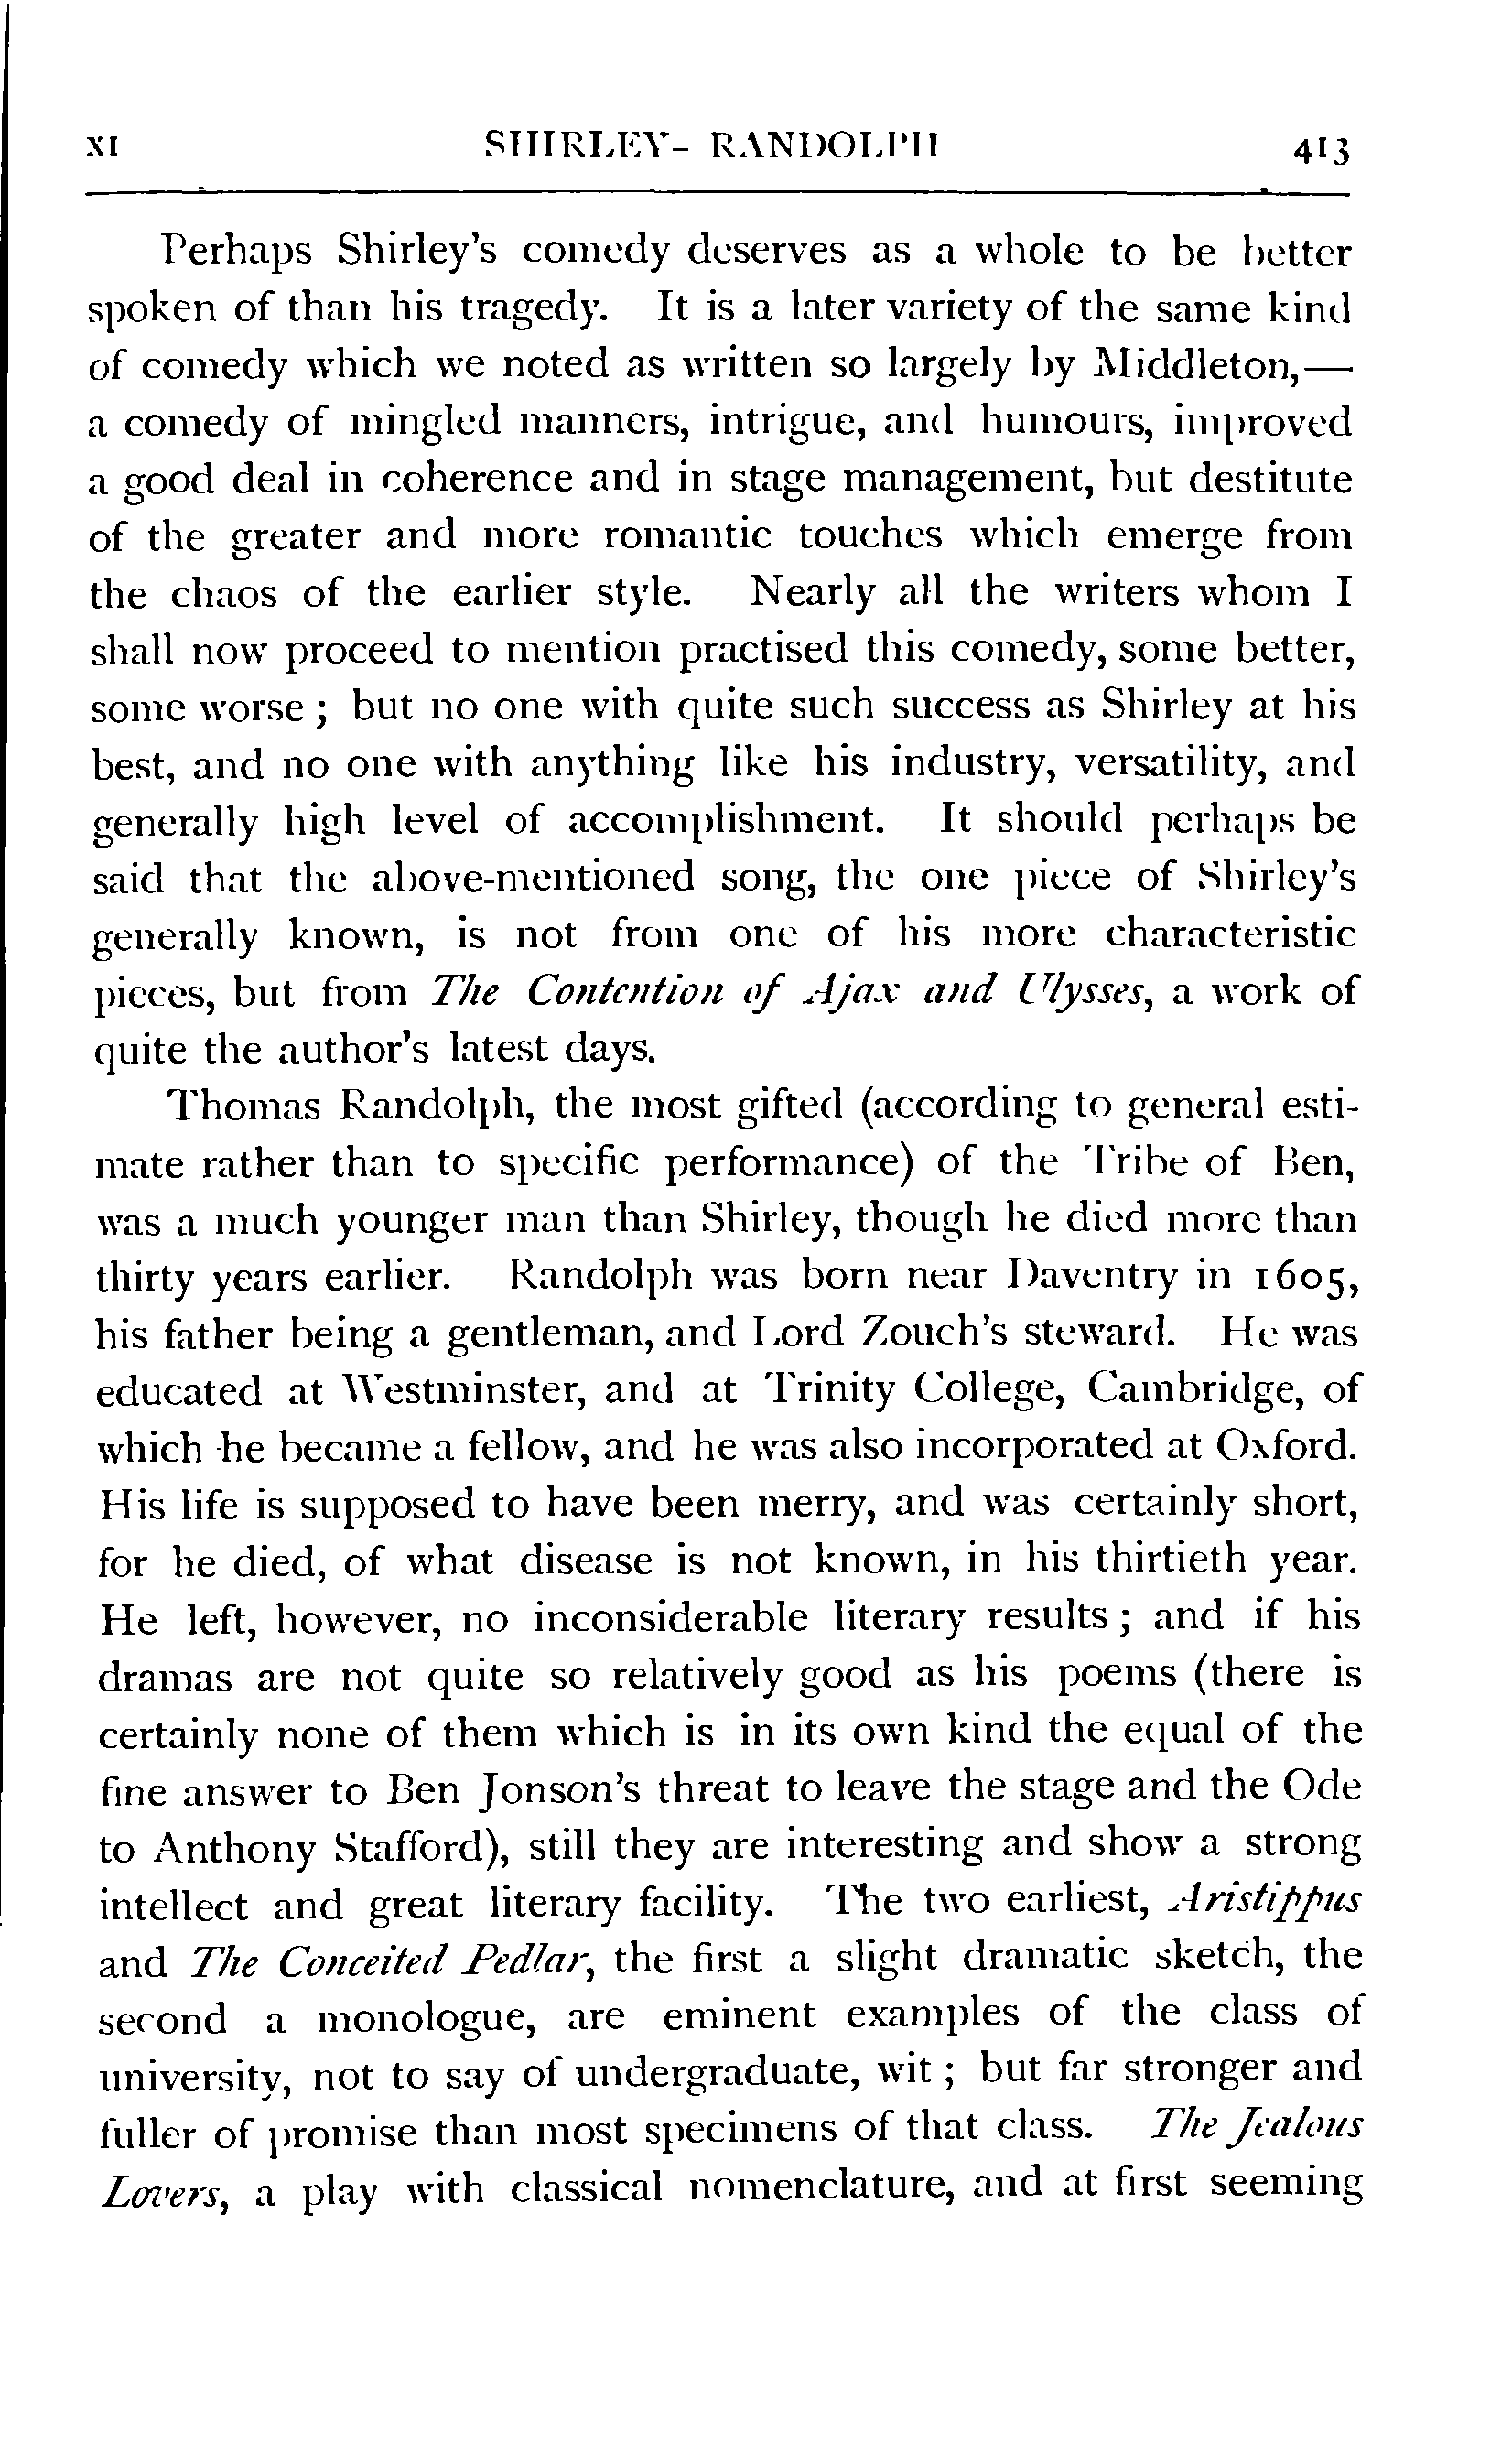 XI SHIRLEY- RANDOLPH 413
Perhaps Shirley's comedy deserves as a whole to be better
spoken of than his tragedy. It is a later variety of the same kind
of comedy which we noted as written so largely by Middleton,—
a comedy of mingled manners, intrigue, and humours, improved
a good deal in coherence and in stage management, but destitute
of the greater and more romantic touches which emerge from
the chaos of the earlier style. Nearly all the writers whom I
shall now proceed to mention practised this comedy, some better,
some worse; but no one with quite such success as Shirley at his
best, and no one with anything like his industry, versatility, and
generally high level of accomplishment. It should perhaps be
said that the above-mentioned song, the one piece of Shirley's
generally known, is not from one of his more characteristic
pieces, but from The Contention of Ajax and Ulysses, a work of
quite the author's latest days.
Thomas Randolph, the most gifted (according to general esti-
mate rather than to specific performance) of the Tribe of Ben,
was a much younger man than Shirley, though he died more than
thirty years earlier. Randolph was born near Daventry in 1605,
his father being a gentleman, and Lord Zouch's steward. He was
educated at Westminster, and at Trinity College, Cambridge, of
which he became a fellow, and he was also incorporated at Oxford.
His life is supposed to have been merry, and was certainly short,
for he died, of what disease is not known, in his thirtieth year.
He left, however, no inconsiderable literary results; and if his
dramas are not quite so relatively good as his poems (there is
certainly none of them which is in its own kind the equal of the
fine answer to Ben Jonson's threat to leave the stage and the Ode
to Anthony Stafford), still they are interesting and show a strong
intellect and great literary facility. The two earliest, Aristippus
and The Conceited Pedlar, the first a slight dramatic sketch, the
second a monologue, are eminent examples of the class of
university, not to say of undergraduate, wit; but far stronger and
fuller of promise than most specimens of that class. The Jealous
Lovers, a play with classical nomenclature, and at first seeming